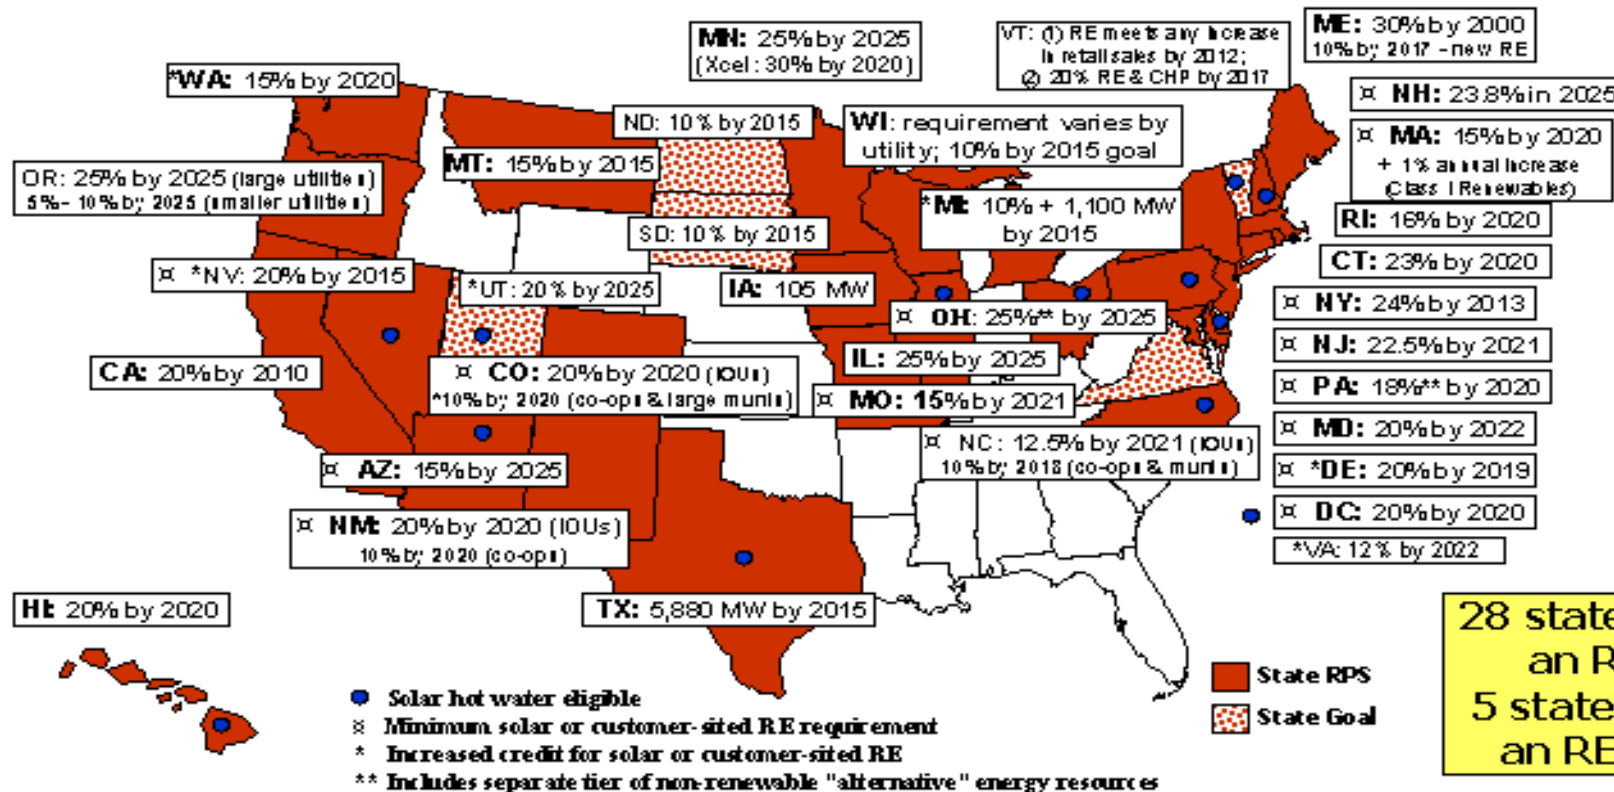 MN: 25% by 2025
(Xcel: 30% by 2020)
VT: (1) RE meets any increase
in retail sales by 2012;
(2) 20% RE & CHP by 2017
ME: 30% by 2000
10% by 2017 - new RE
*WA: 15% by 2020
¤ NH: 23.8% in 2025
ND: 10% by 2015
WI: requirement varies by
utility; 10% by 2015 goal
¤ MA: 15% by 2020
+ 1% annual increase
(Class I Renewables)
MT: 15% by 2015
OR: 25% by 2025 (large utilities)
5% - 10% by 2025 (smaller utilities)
*MI: 10% + 1,100 MW
by 2015
RI: 16% by 2020
SD: 10% by 2015
CT: 23% by 2020
¤ *NV: 20% by 2015
*UT: 20% by 2025
IA: 105 MW
¤ NY: 24% by 2013
¤ OH: 25%** by 2025
¤ NJ: 22.5% by 2021
CA: 20% by 2010
¤ CO: 20% by 2020 (IOUs)
*10% by 2020 (co-ops & large munis)
IL: 25% by 2025
¤ PA: 18%** by 2020
¤ MO: 15% by 2021
¤ MD: 20% by 2022
¤ NC: 12.5% by 2021 (IOUs)
10% by 2018 (co-ops & munis)
¤ AZ: 15% by 2025
¤ *DE: 20% by 2019
¤ NM: 20% by 2020 (IOUs)
10% by 2020 (co-ops)
¤ DC: 20% by 2020
*VA: 12% by 2022
HI: 20% by 2020
TX: 5,880 MW by 2015
28 state
an R
5 state
an RE
State RPS
State Goal
Solar hot water eligible
¤ Minimum solar or customer-sited RE requirement
* Increased credit for solar or customer-sited RE
** Includes separate tier of non-renewable "alternative" energy resources